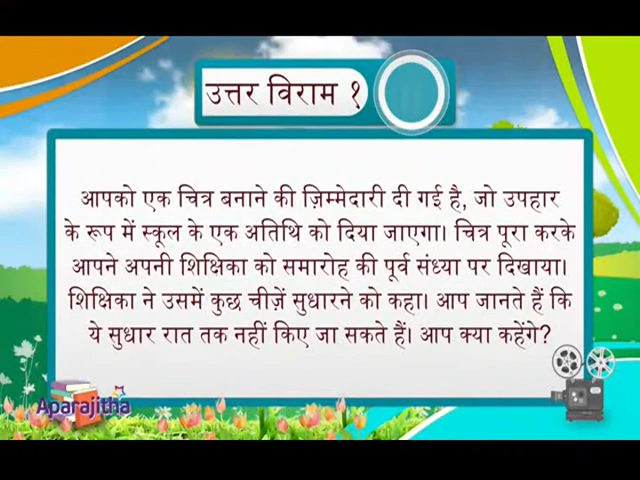 उत्तर विराम १
आपको एक चित्र बनाने की ज़िम्मेदारी दी गई है, जो उपहार
के रूप में स्कूल के एक अतिथि को दिया जाएगा। चित्र पूरा करके
आपने अपनी शिक्षिका को समारोह की पूर्व संध्या पर दिखाया।
शिक्षिका ने उसमें कुछ चीज़ें सुधारने को कहा। आप जानते हैं कि
ये सुधार रात तक नहीं किए जा सकते हैं। आप क्या कहेंगे?
Aparajitha